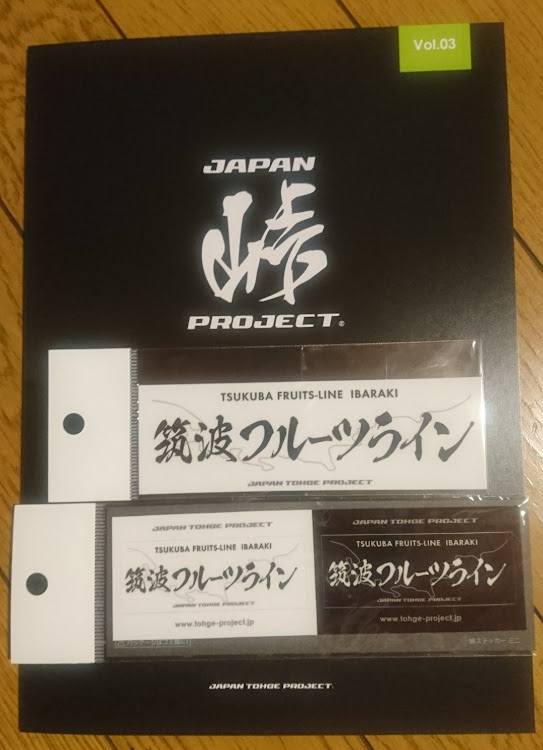 Vol.03
JAPAN
峠
PROJECT®
TSUKUBA FRUITS-LINE IBARAKI
筑波フルーツライン
JAPAN TOHGE PROJECT
JAPAN TOHGE PROJECT
TSUKUBA FRUITS-LINE IBARAKI
筑波フルーツライン
JAPAN TOHGE PROJECT
www.tohge-project.jp
JAPAN TOHGE PROJECT
TSUKUBA FRUITS-LINE IBARAKI
筑波フルーツライン
JAPAN TOHGE PROJECT
www.tohge-project.jp
峠ステッカー ミニ
JAPAN TOHGE PROJECT®